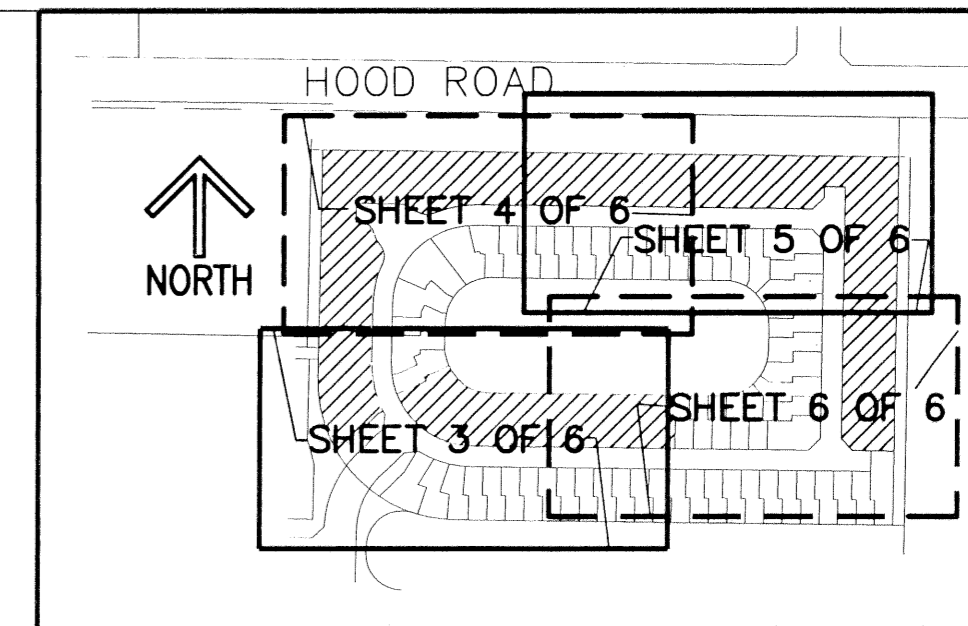 HOOD ROAD
SHEET 4 OF 6
SHEET 5 OF 6
NORTH
SHEET 6 OF 6
SHEET 3 OF 6